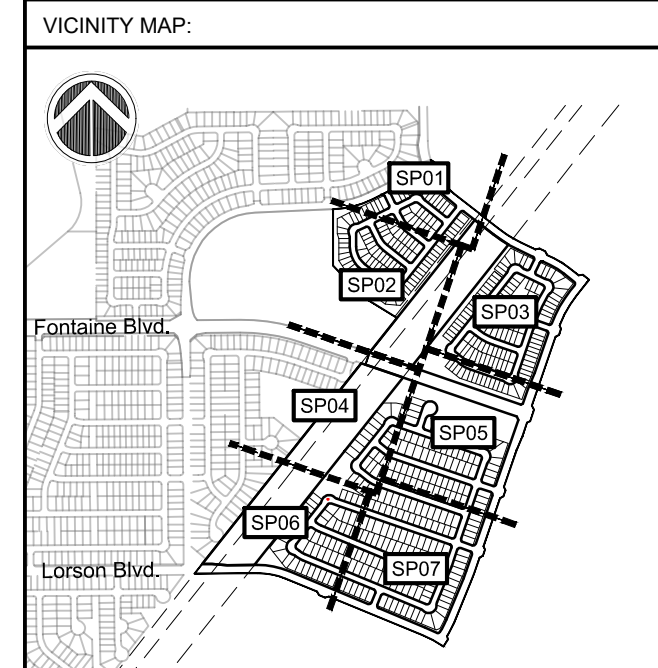 VICINITY MAP:
SP01
SP02
SP03
Fontaine Blvd.
SP04
SP05
SP06
SP07
Lorson Blvd.